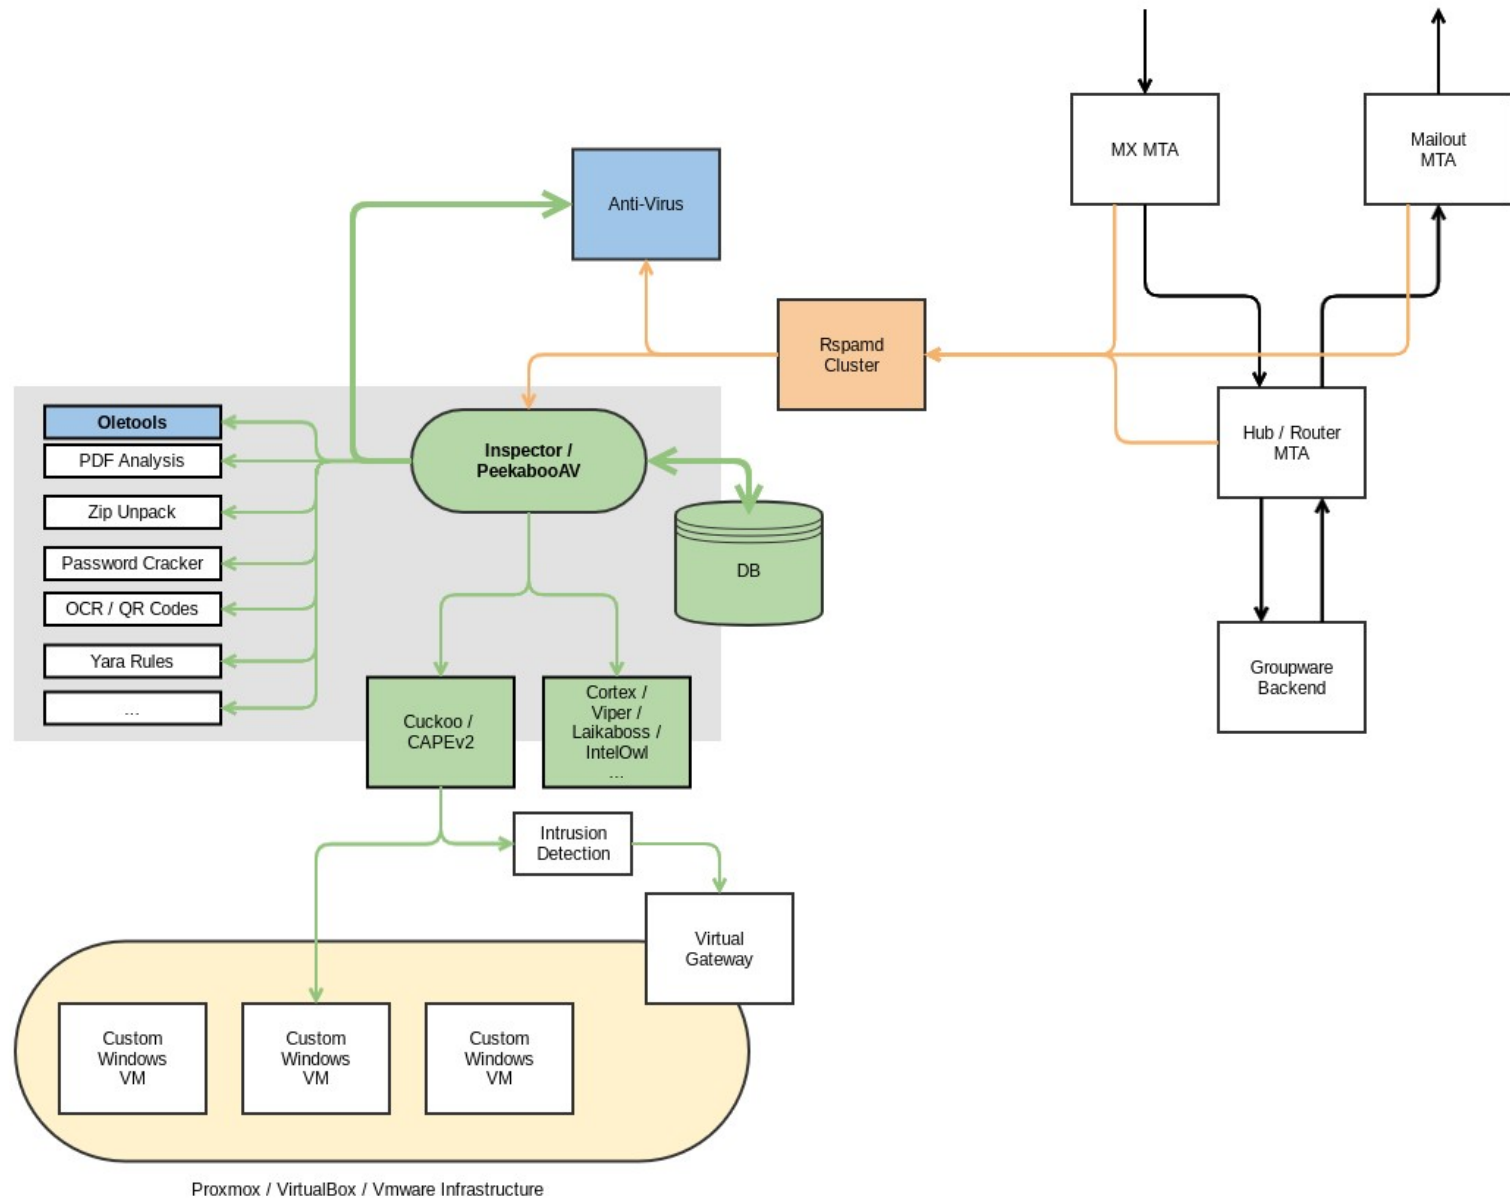 MX MTA
Mailout
MTA
Anti-Virus
Rspamd
Cluster
Hub / Router
MTA
Oletools
PDF Analysis
Zip Unpack
Password Cracker
OCR / QR Codes
Yara Rules
...
Inspector /
PeekabooAV
DB
Groupware
Backend
Cuckoo /
CAPEv2
Cortex /
Viper /
Laikaboss /
IntelOwl
...
Intrusion
Detection
Virtual
Gateway
Custom
Windows
VM
Custom
Windows
VM
Custom
Windows
VM
Proxmox / VirtualBox / Vmware Infrastructure